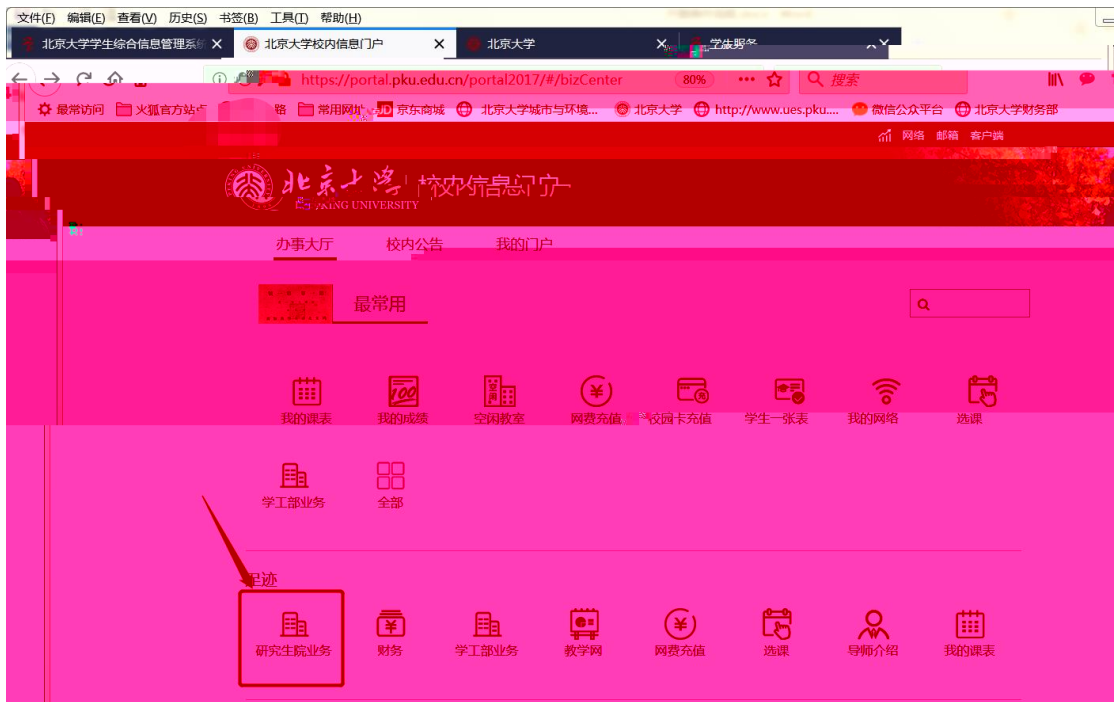 文件(F) 编辑(E) 查看(V) 历史(S) 书签(B) 工具(T) 帮助(H)
北京大学学生综合信息管理系统 X 北京大学校内信息门户 X 北京大学 X X
https://portal.pku.edu.cn/portal2017/#/bizCenter 80% 搜索
最常访问 火狐官方站点 路 常用网址 JD 京东商城 北京大学城市与环境... 北京大学 http://www.ues.pku.... 微信公众平台 北京大学财务部
网络 邮箱 客户端
北京大学 校内信息门户
UNIVERSITY
办事大厅 校内公告 我的门户
最常用
我的课表 我的成绩 空闲教室 网费充值 校园卡充值 学生一张表 我的网络 选课
学工部业务 全部
足迹
研究生院业务 财务 学工部业务 教学网 网费充值 选课 导师介绍 我的课表